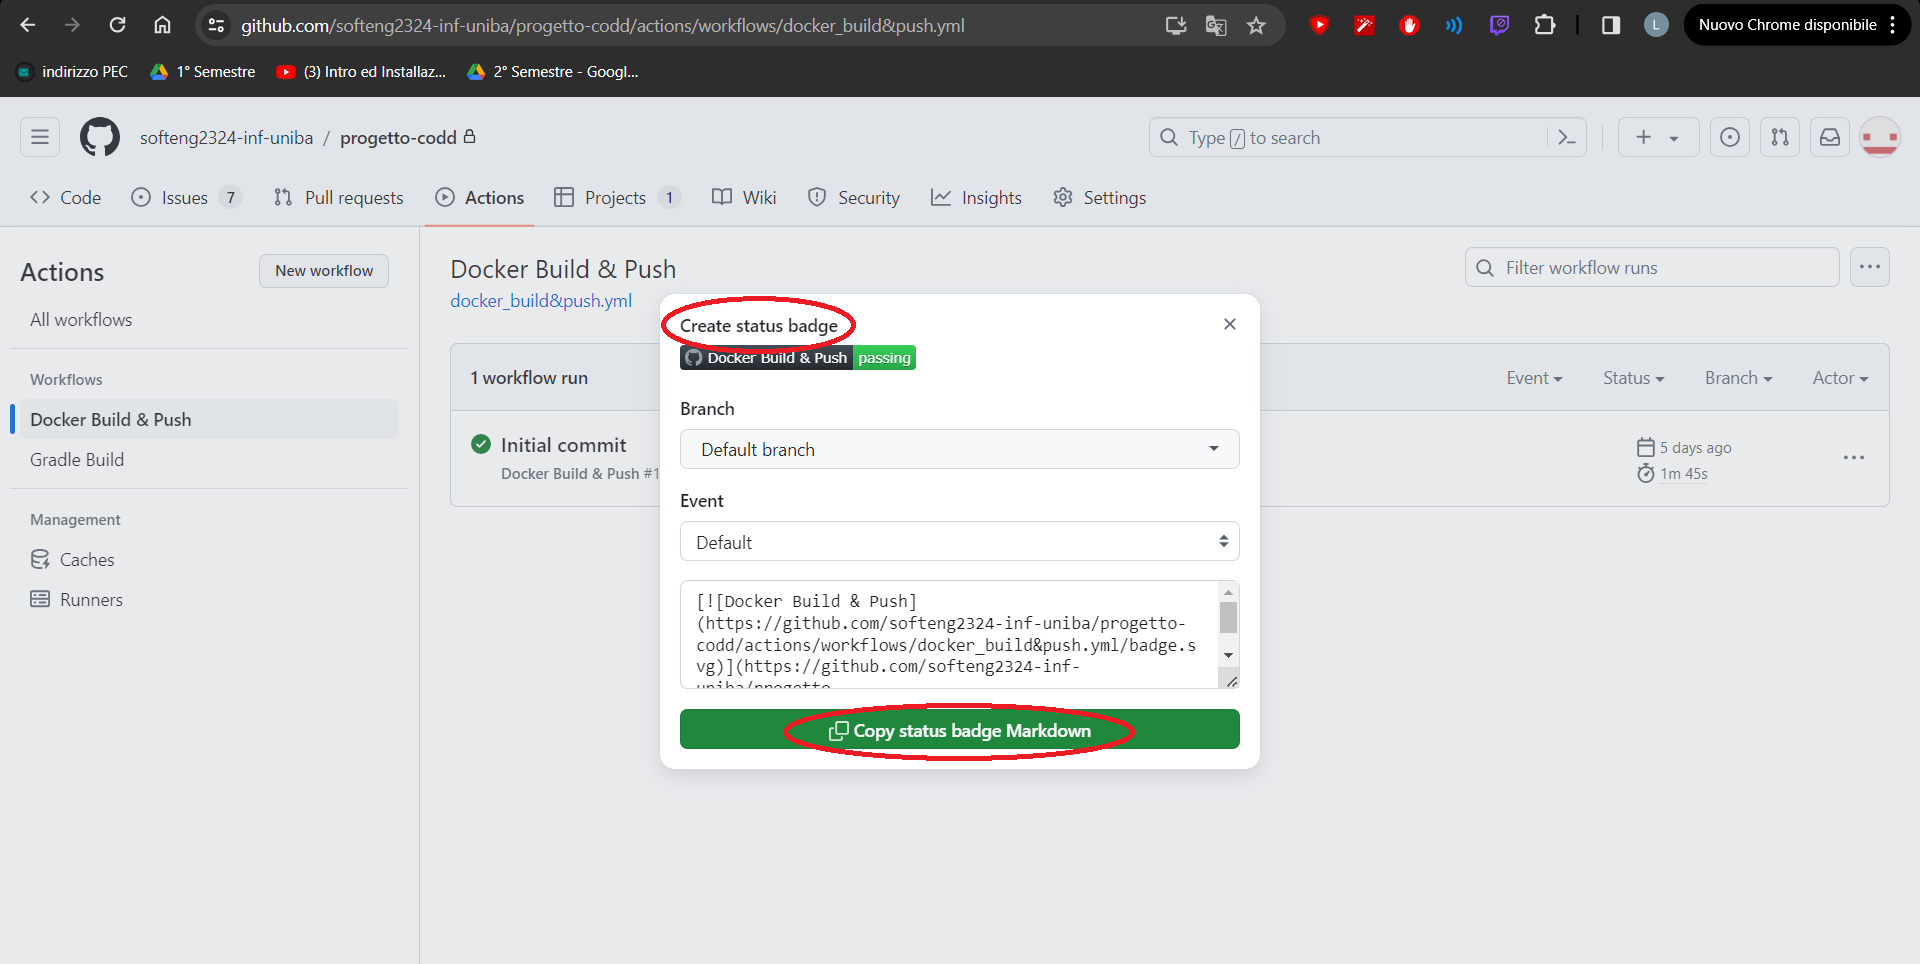 github.com/softeng2324-inf-uniba/progetto-codd/actions/workflows/docker_build&push.yml
L
Nuovo Chrome disponibile
indirizzo PEC
1° Semestre
(3) Intro ed Installaz...
2° Semestre - Googl...
softeng2324-inf-uniba / progetto-codd
Type / to search
Code
Issues 7
Pull requests
Actions
Projects 1
Wiki
Security
Insights
Settings
Actions
New workflow
All workflows
Workflows
Docker Build & Push
Gradle Build
Management
Caches
Runners
Docker Build & Push
docker_build&push.yml
Filter workflow runs
1 workflow run
Event
Status
Branch
Actor
Initial commit
Docker Build & Push #1
5 days ago
1m 45s
Create status badge
Docker Build & Push passing
Branch
Default branch
Event
Default
[![Docker Build & Push]
(https://github.com/softeng2324-inf-uniba/progetto-
codd/actions/workflows/docker_build&push.yml/badge.s
vg)](https://github.com/softeng2324-inf-
uniba/progetto
Copy status badge Markdown